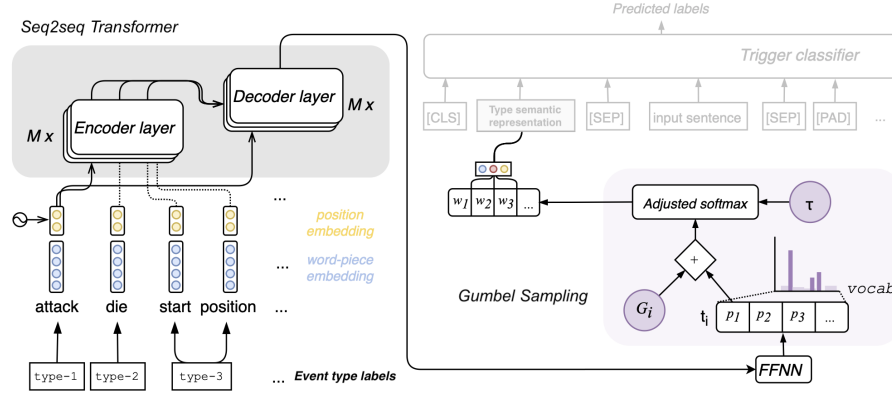 Seq2seq Transformer
Predicted labels
Trigger classifier
Decoder layer
M x
Encoder layer
M x
[CLS]
Type semantic
representation
[SEP]
input sentence
[SEP]
[PAD]
...
w1 w2 w3 ...
Adjusted softmax
τ
+
Gi
Gumbel Sampling
vocab
ti
p1 p2 p3 ...
FFNN
...
position
embedding
...
word-piece
embedding
attack die start position ...
type-1 type-2 type-3 ... Event type labels